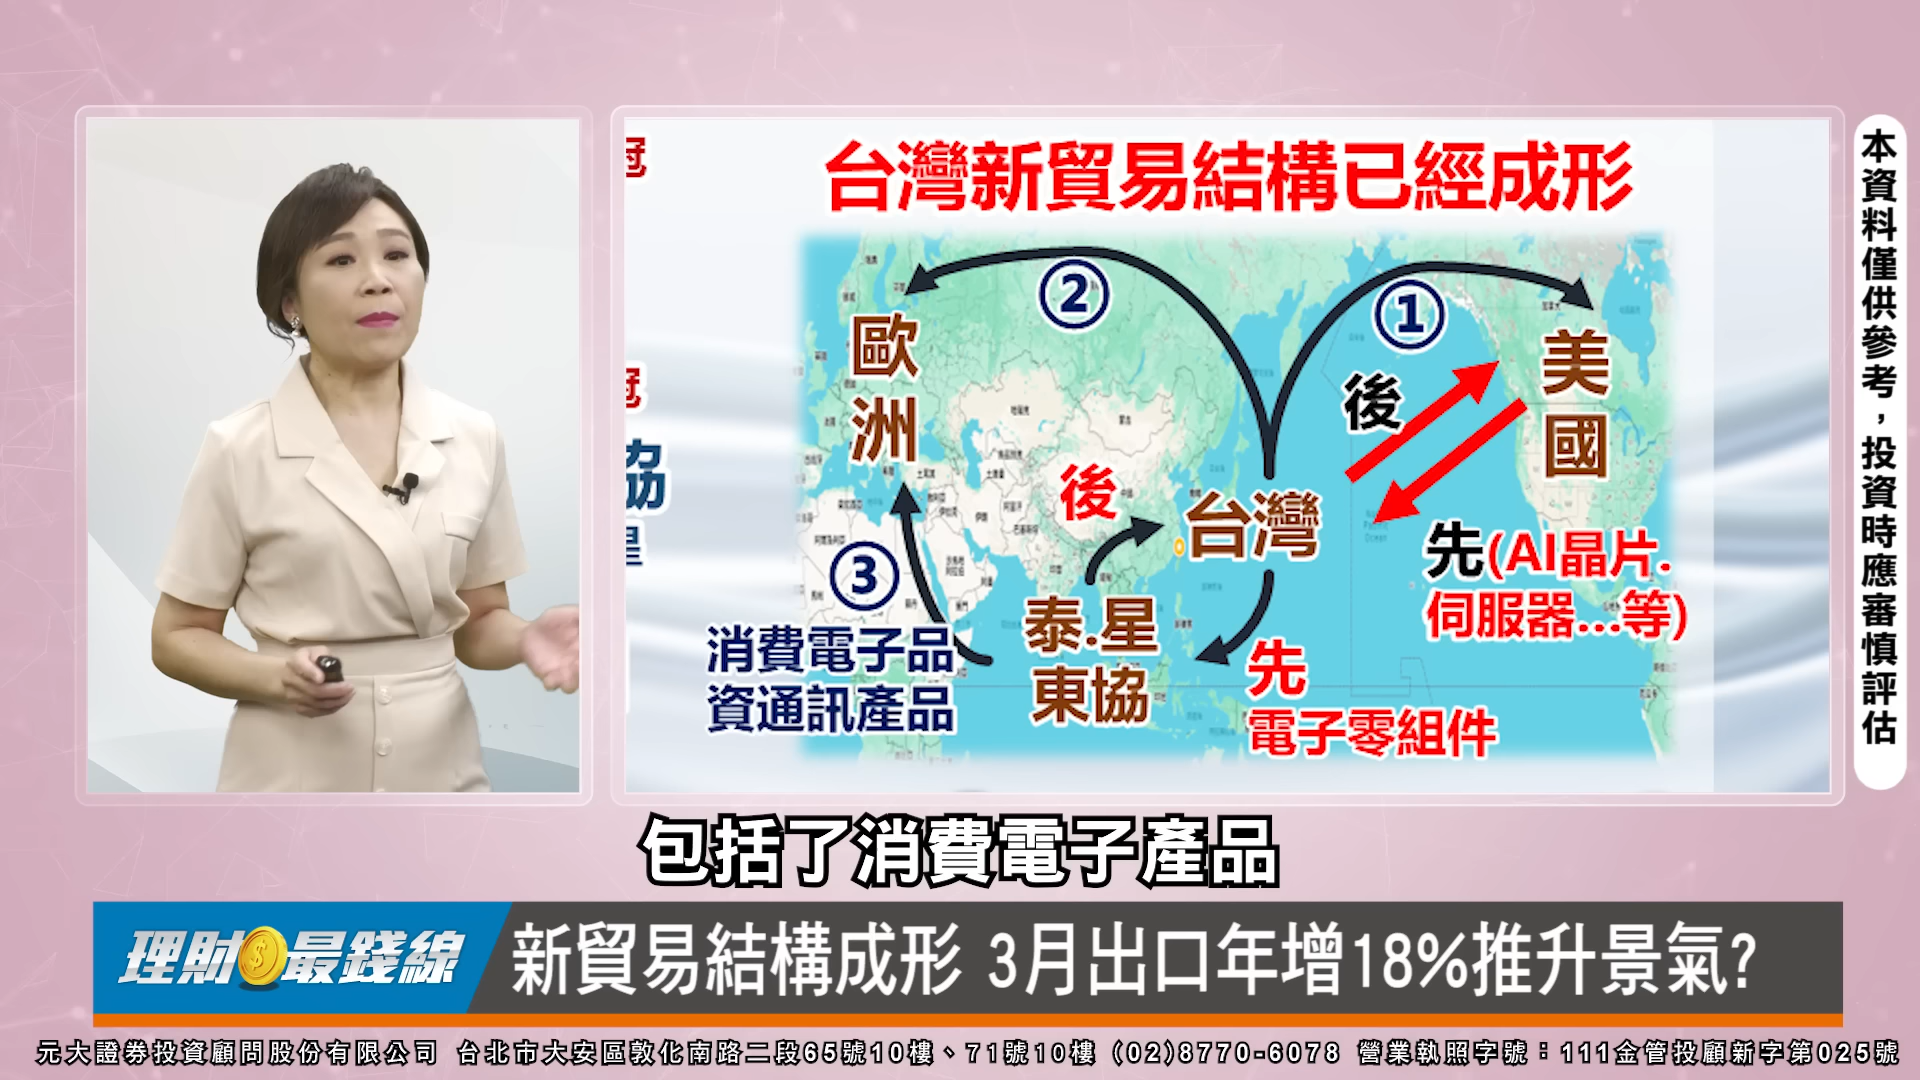 台灣新貿易結構已經成形
冠
冠
協
星
歐洲
②
①
美國
後
後
台灣
先(AI晶片.
伺服器...等)
③
消費電子品
資通訊產品
泰.星
東協
先
電子零組件
本資料僅供參考，投資時應審慎評估
包括了消費電子產品
理財最錢線
新貿易結構成形 3月出口年增18%推升景氣?
元大證券投資顧問股份有限公司 台北市大安區敦化南路二段65號10樓、71號10樓 (02)8770-6078 營業執照字號：111金管投顧新字第025號